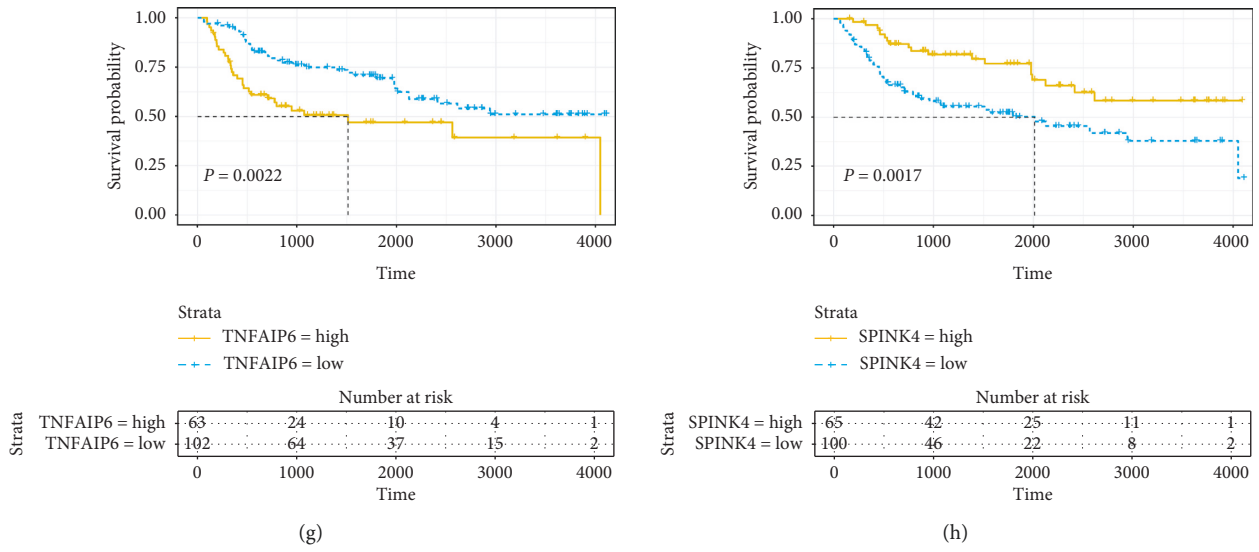 1.00
0.75
0.50
0.25
0.00
Survival probability
P = 0.0022
0 1000 2000 3000 4000
Time
Strata
TNFAIP6 = high
TNFAIP6 = low
Number at risk
Strata
TNFAIP6 = high 63 24 10 4 1
TNFAIP6 = low 102 64 37 15 2
0 1000 2000 3000 4000
Time
(g)
1.00
0.75
0.50
0.25
0.00
Survival probability
P = 0.0017
0 1000 2000 3000 4000
Time
Strata
SPINK4 = high
SPINK4 = low
Number at risk
Strata
SPINK4 = high 65 42 25 11 1
SPINK4 = low 100 46 22 8 2
0 1000 2000 3000 4000
Time
(h)